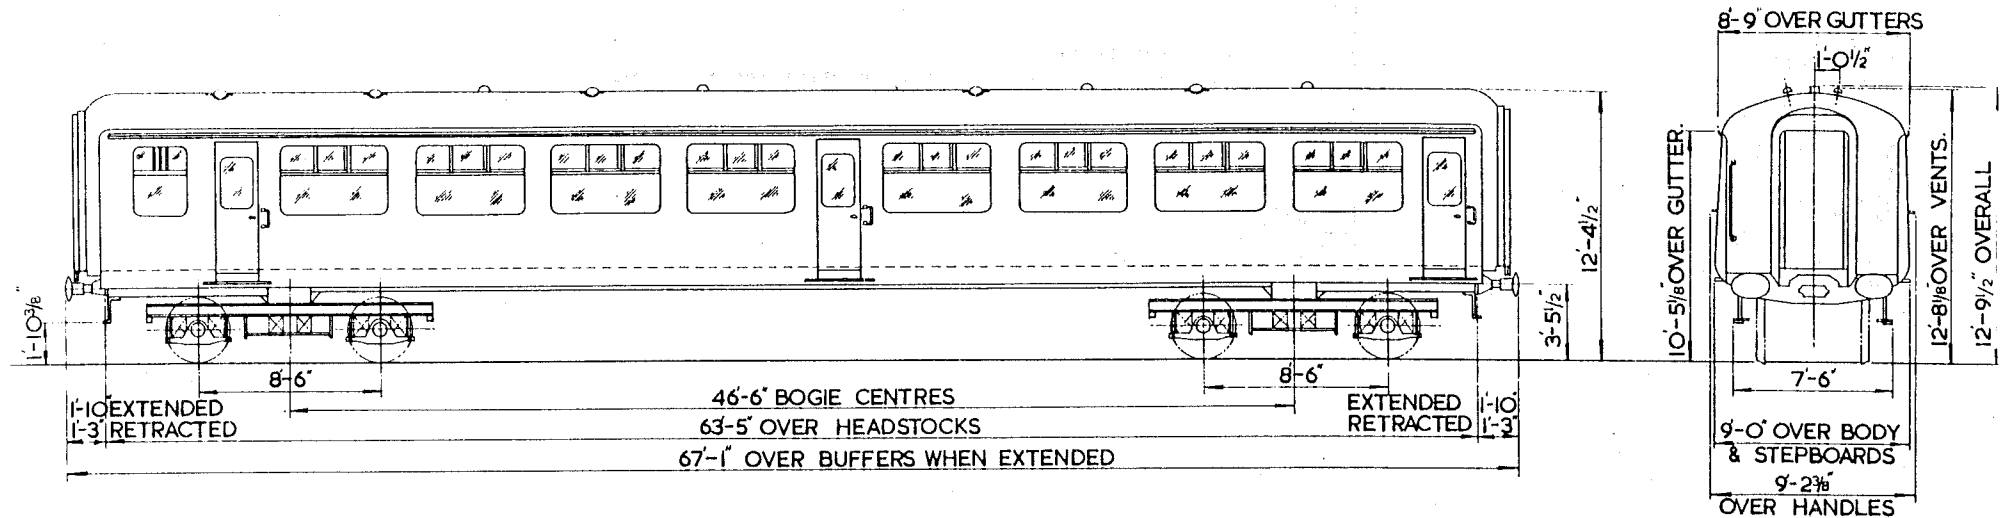 8'-9" OVER GUTTERS
1'-0½"
10'-5⅛" OVER GUTTER.
12'-8⅛" OVER VENTS.
12'-9½" OVERALL
12'-4½"
3'-5½"
1'-10⅜"
8'-6"
8'-6"
7'-6"
46'-6" BOGIE CENTRES
1'-10" EXTENDED
1'-3" RETRACTED
EXTENDED 1'-10"
RETRACTED 1'-3"
63'-5" OVER HEADSTOCKS
67'-1" OVER BUFFERS WHEN EXTENDED
9'-0" OVER BODY
& STEPBOARDS
9'-2⅜"
OVER HANDLES